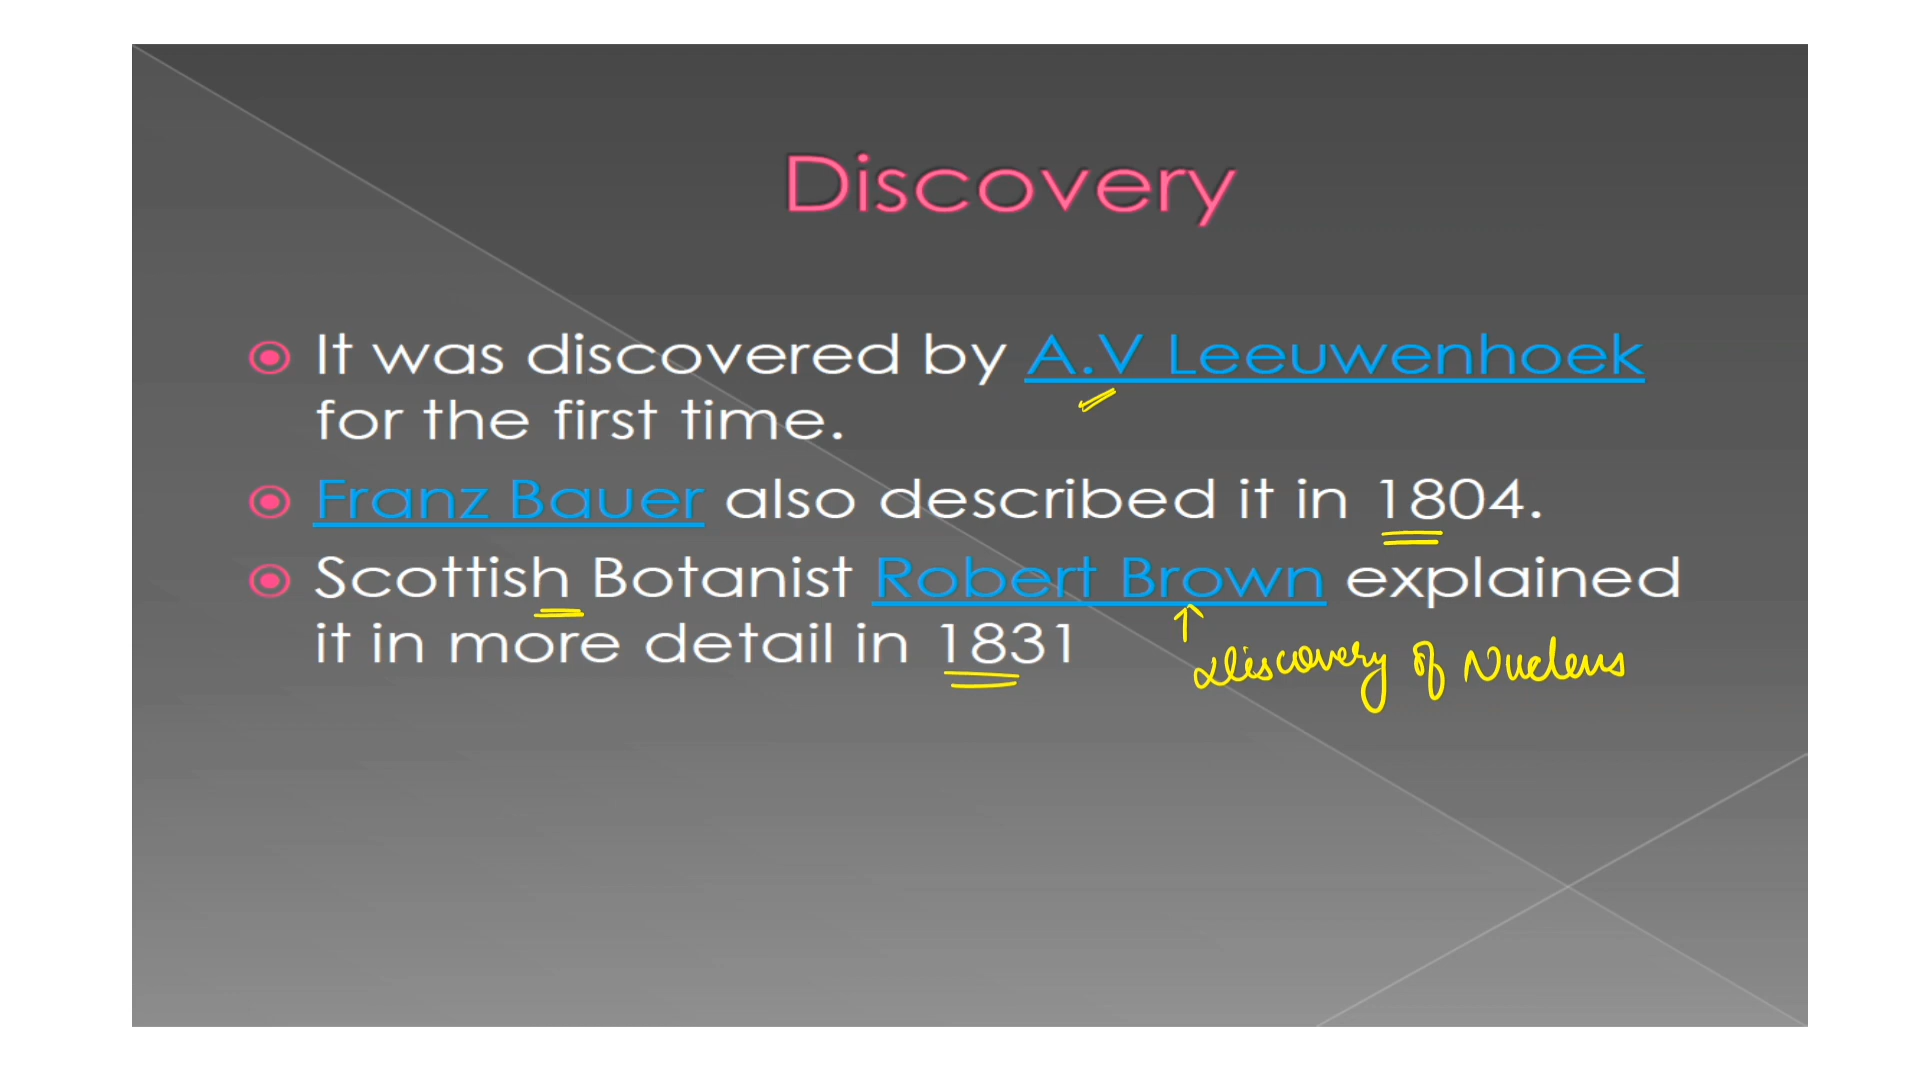 Discovery
It was discovered by A.V Leeuwenhoek
for the first time.
Franz Bauer also described it in 1804.
Scottish Botanist Robert Brown explained
it in more detail in 1831
Discovery of Nucleus